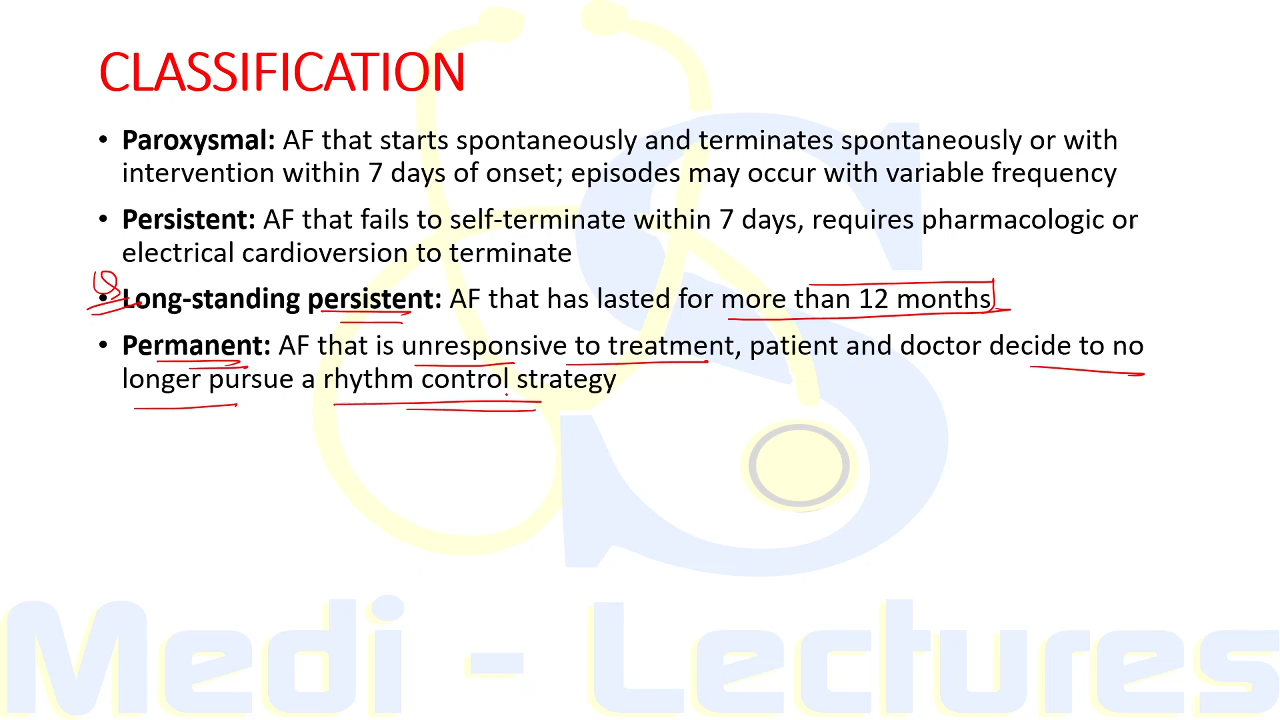 CLASSIFICATION
• Paroxysmal: AF that starts spontaneously and terminates spontaneously or with
intervention within 7 days of onset; episodes may occur with variable frequency
• Persistent: AF that fails to self-terminate within 7 days, requires pharmacologic or
electrical cardioversion to terminate
• Long-standing persistent: AF that has lasted for more than 12 months
• Permanent: AF that is unresponsive to treatment, patient and doctor decide to no
longer pursue a rhythm control strategy
S
Medi - Lectures